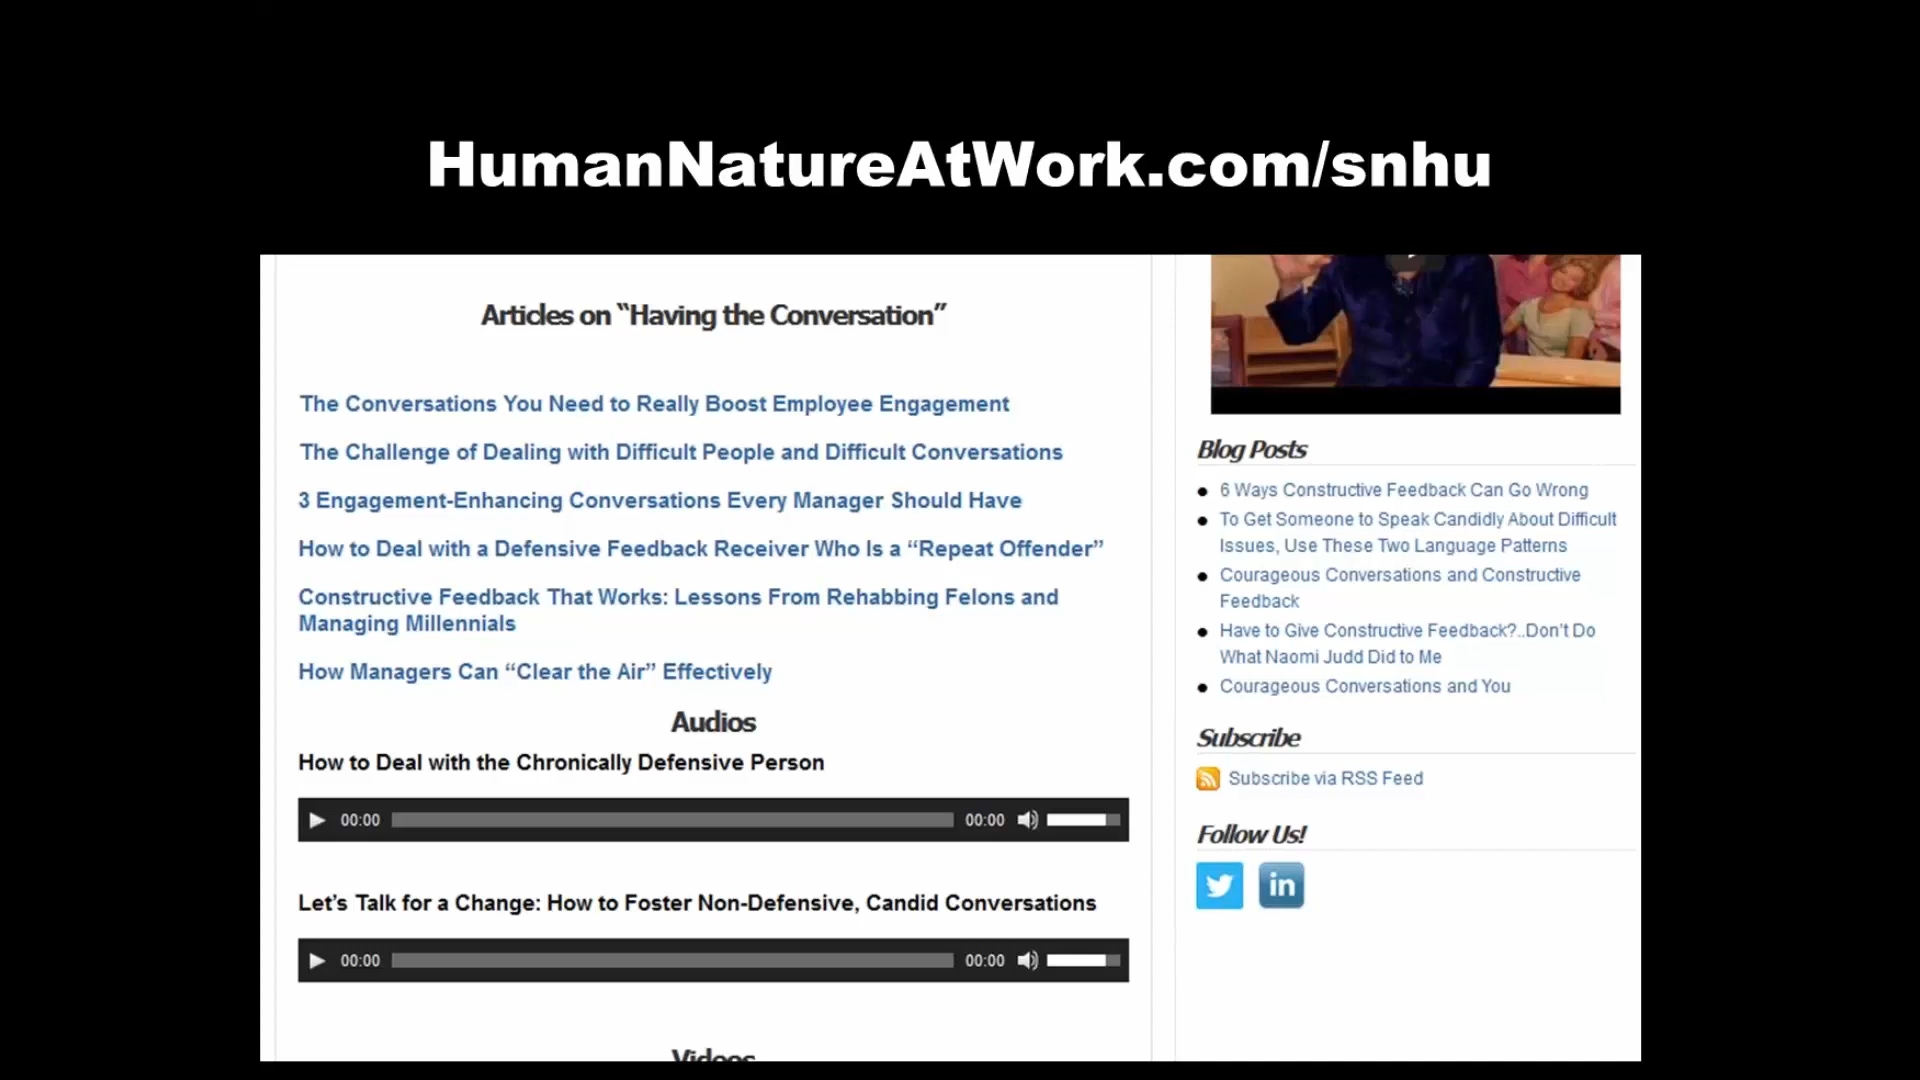 HumanNatureAtWork.com/snhu
Articles on “Having the Conversation”
The Conversations You Need to Really Boost Employee Engagement
The Challenge of Dealing with Difficult People and Difficult Conversations
3 Engagement-Enhancing Conversations Every Manager Should Have
How to Deal with a Defensive Feedback Receiver Who Is a “Repeat Offender”
Constructive Feedback That Works: Lessons From Rehabbing Felons and
Managing Millennials
How Managers Can “Clear the Air” Effectively
Audios
How to Deal with the Chronically Defensive Person
00:00 00:00
Let’s Talk for a Change: How to Foster Non-Defensive, Candid Conversations
00:00 00:00
Videos
Blog Posts
6 Ways Constructive Feedback Can Go Wrong
To Get Someone to Speak Candidly About Difficult
Issues, Use These Two Language Patterns
Courageous Conversations and Constructive
Feedback
Have to Give Constructive Feedback?..Don’t Do
What Naomi Judd Did to Me
Courageous Conversations and You
Subscribe
Subscribe via RSS Feed
Follow Us!
in